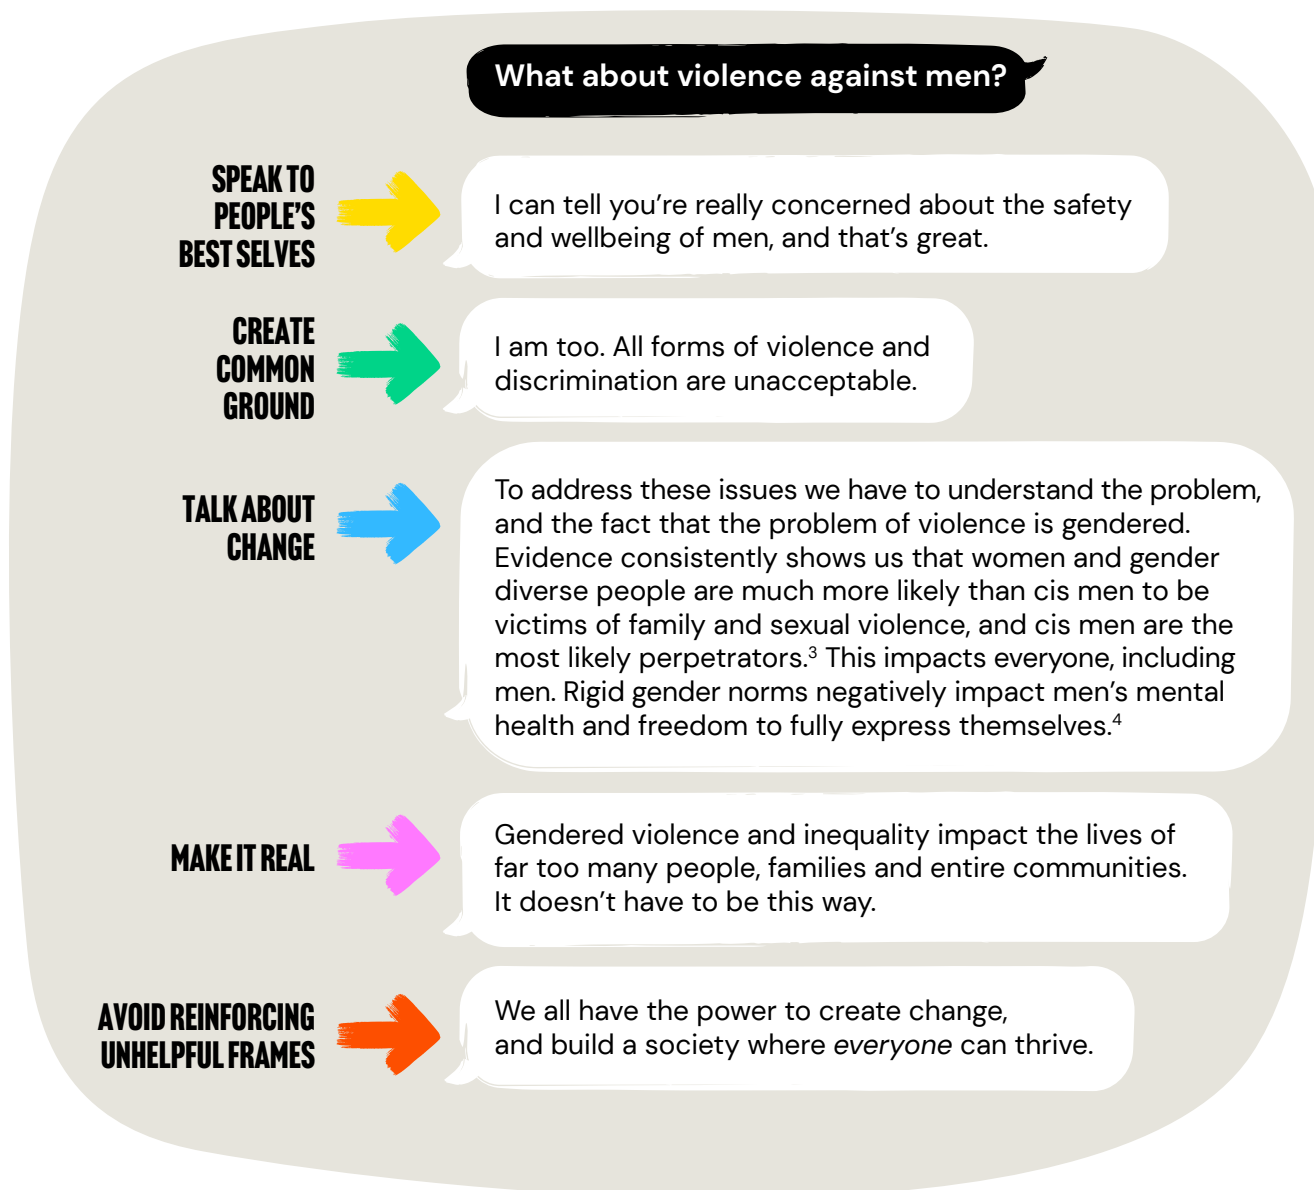 What about violence against men?
SPEAK TO
PEOPLE'S
BEST SELVES
I can tell you're really concerned about the safety
and wellbeing of men, and that's great.
CREATE
COMMON
GROUND
I am too. All forms of violence and
discrimination are unacceptable.
TALK ABOUT
CHANGE
To address these issues we have to understand the problem,
and the fact that the problem of violence is gendered.
Evidence consistently shows us that women and gender
diverse people are much more likely than cis men to be
victims of family and sexual violence, and cis men are the
most likely perpetrators.³ This impacts everyone, including
men. Rigid gender norms negatively impact men's mental
health and freedom to fully express themselves.⁴
MAKE IT REAL
Gendered violence and inequality impact the lives of
far too many people, families and entire communities.
It doesn't have to be this way.
AVOID REINFORCING
UNHELPFUL FRAMES
We all have the power to create change,
and build a society where everyone can thrive.